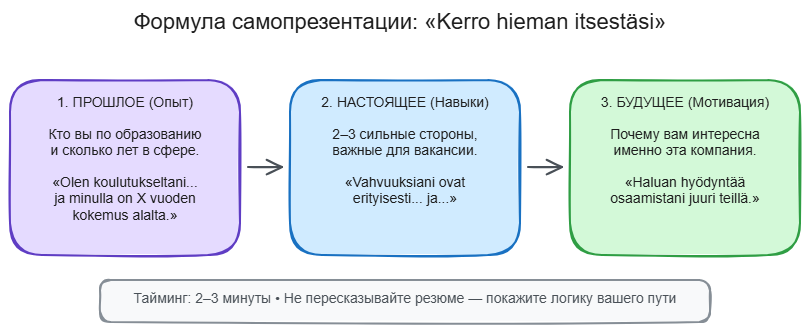 Формула самопрезентации: «Kerro hieman itsestäsi»
1. ПРОШЛОЕ (Опыт)
Кто вы по образованию
и сколько лет в сфере.
«Olen koulutukseltani...
ja minulla on X vuoden
kokemus alalta.»
2. НАСТОЯЩЕЕ (Навыки)
2–3 сильные стороны,
важные для вакансии.
«Vahvuuksiani ovat
erityisesti... ja...»
3. БУДУЩЕЕ (Мотивация)
Почему вам интересна
именно эта компания.
«Haluan hyödyntää
osaamistani juuri teillä.»
Тайминг: 2–3 минуты • Не пересказывайте резюме — покажите логику вашего пути